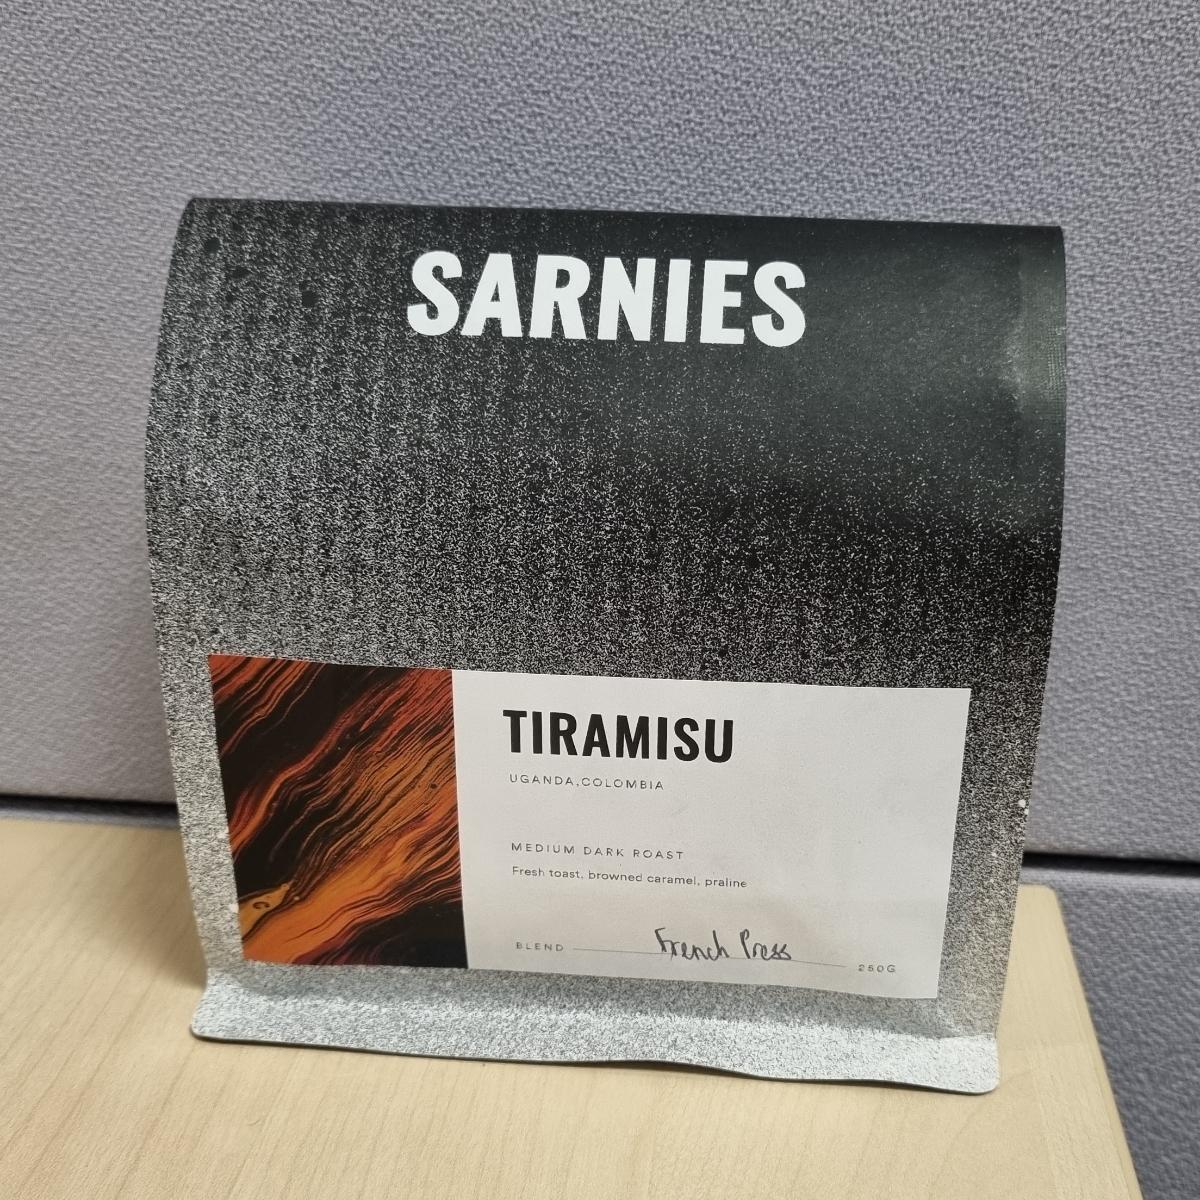 SARNIES
TIRAMISU
UGANDA,COLOMBIA
MEDIUM DARK ROAST
Fresh toast, browned caramel, praline
BLEND French Press 250G